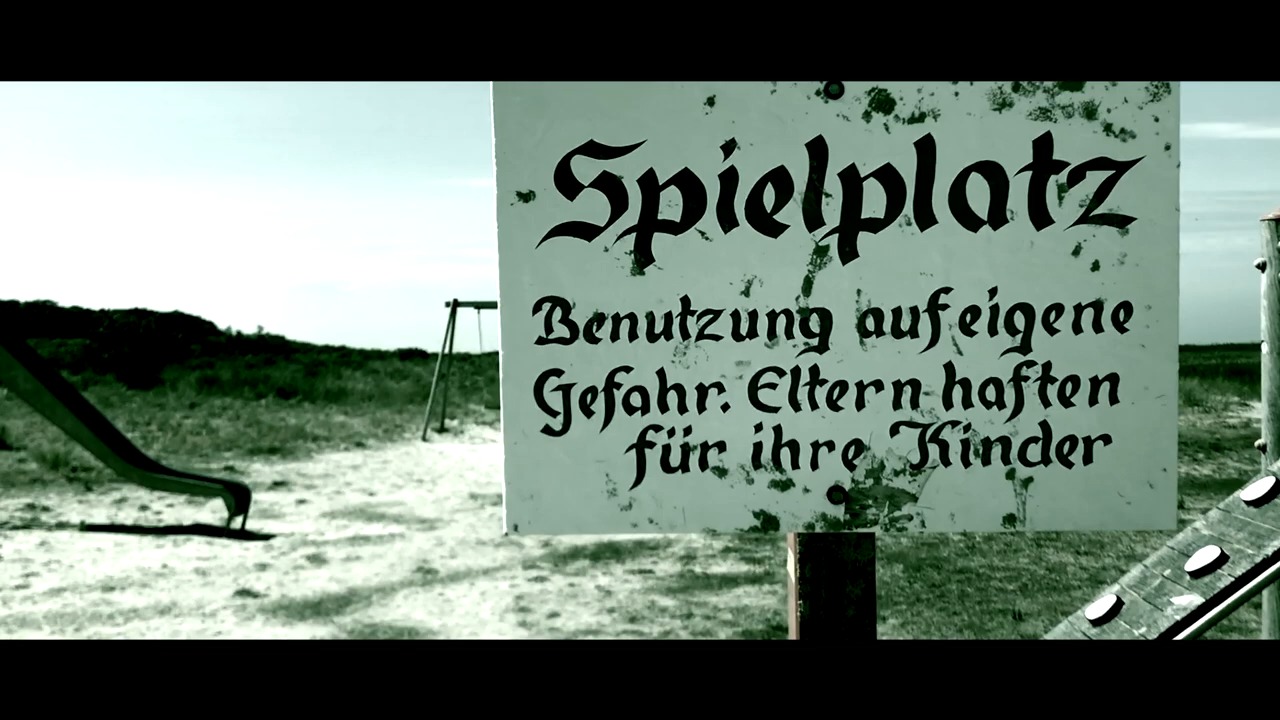 Spielplatz
Benutzung auf eigene
Gefahr. Eltern haften
für ihre Kinder